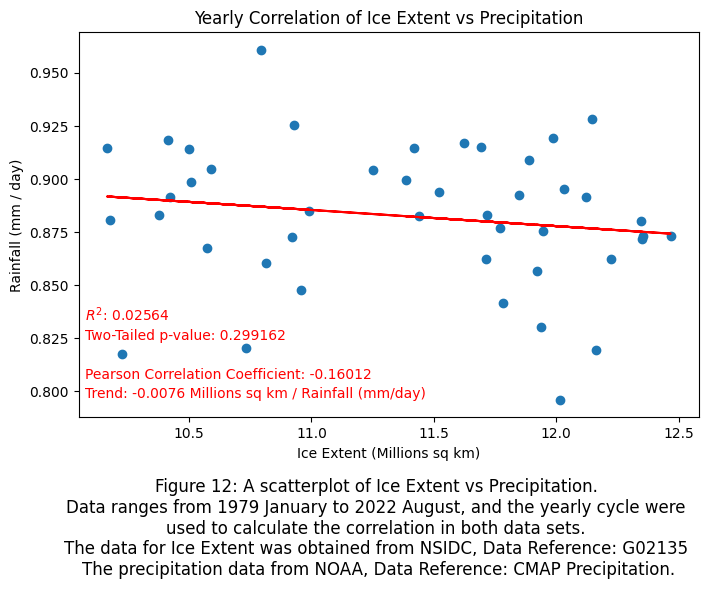 Yearly Correlation of Ice Extent vs Precipitation
Rainfall (mm / day)
0.950
0.925
0.900
0.875
0.850
0.825
0.800
R²: 0.02564
Two-Tailed p-value: 0.299162
Pearson Correlation Coefficient: -0.16012
Trend: -0.0076 Millions sq km / Rainfall (mm/day)
10.5 11.0 11.5 12.0 12.5
Ice Extent (Millions sq km)
Figure 12: A scatterplot of Ice Extent vs Precipitation.
Data ranges from 1979 January to 2022 August, and the yearly cycle were
used to calculate the correlation in both data sets.
The data for Ice Extent was obtained from NSIDC, Data Reference: G02135
The precipitation data from NOAA, Data Reference: CMAP Precipitation.